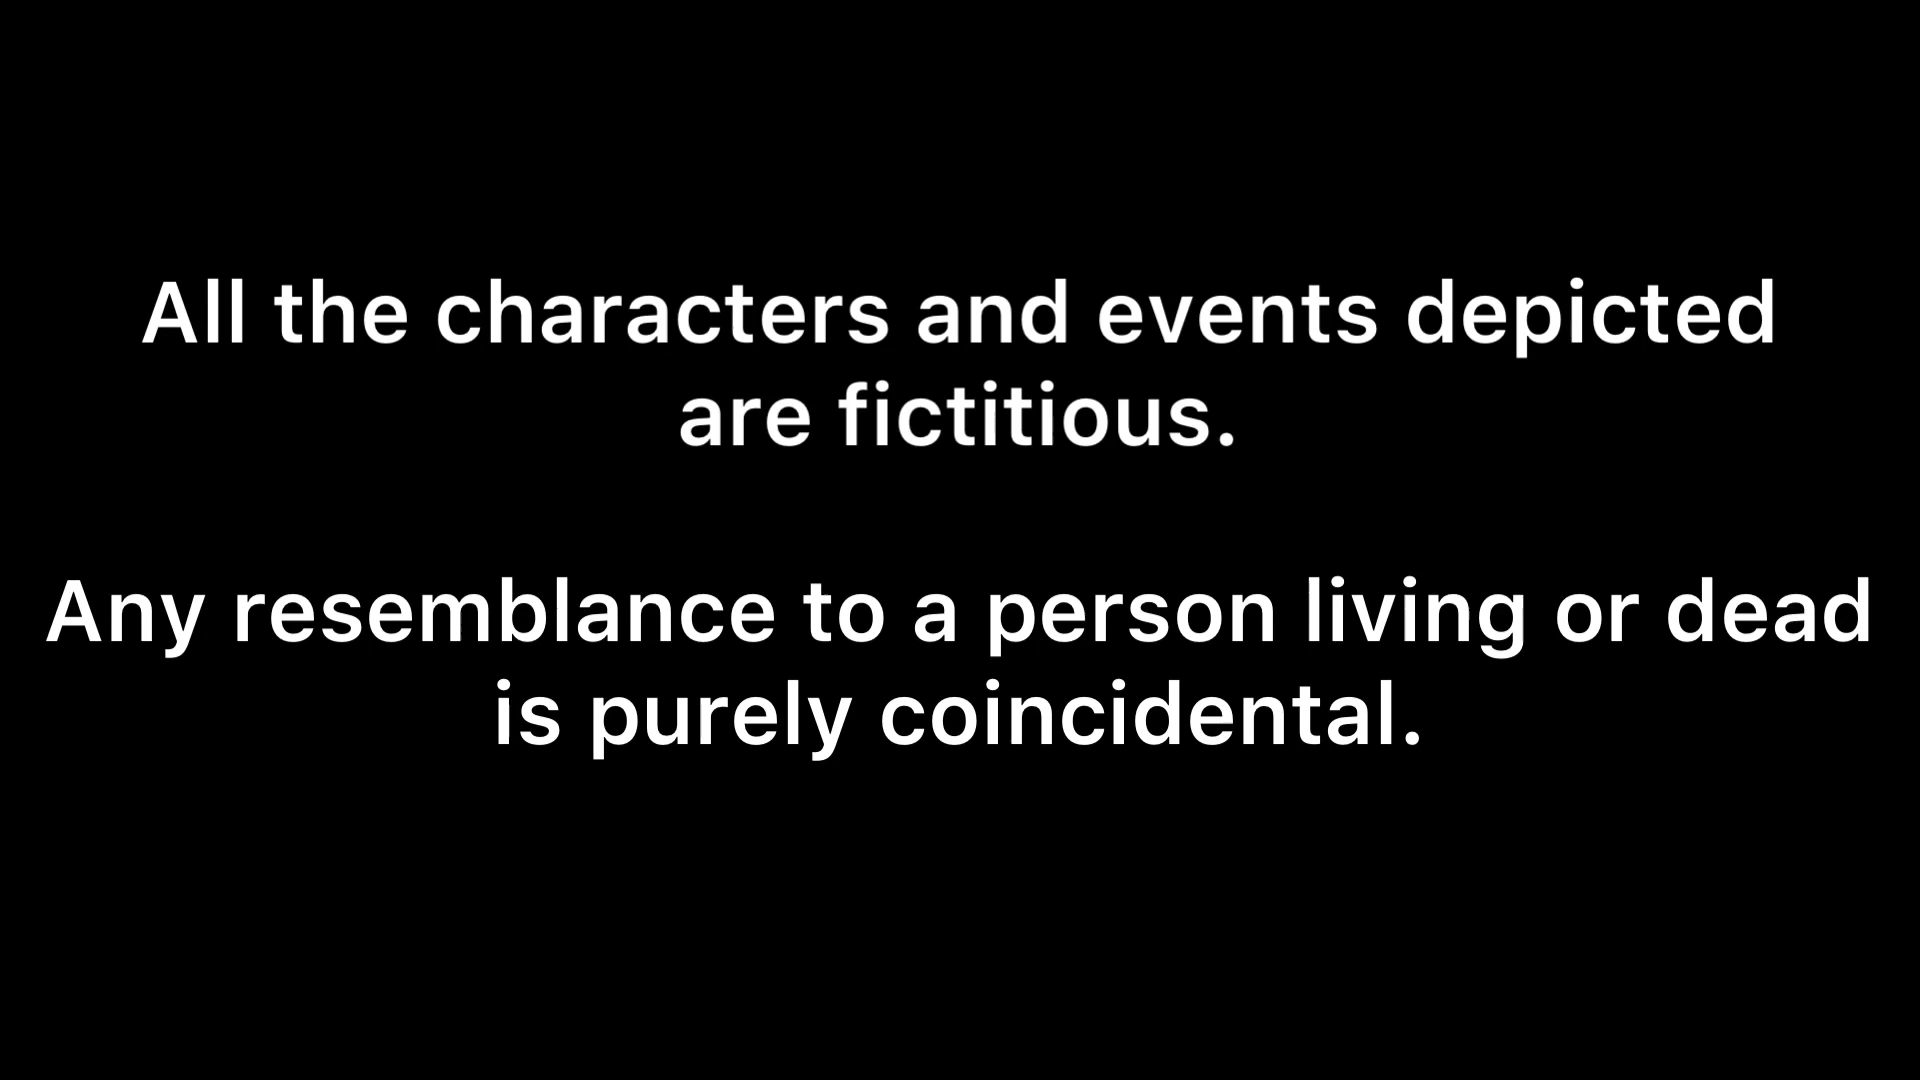 All the characters and events depicted
are fictitious.
Any resemblance to a person living or dead
is purely coincidental.